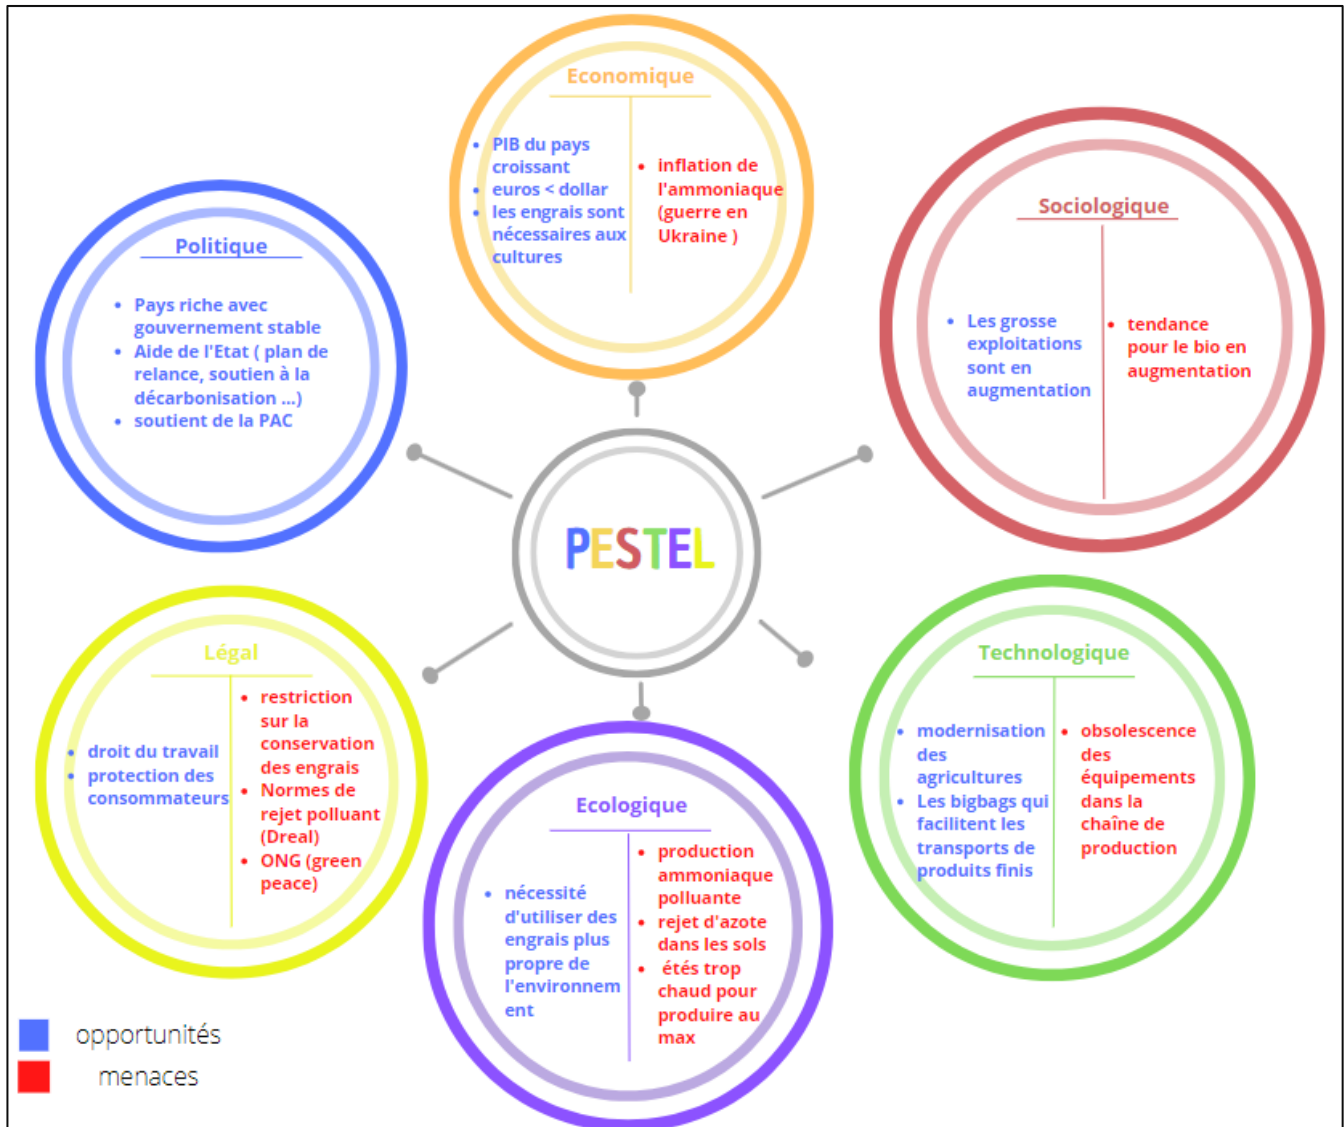 Economique
PIB du pays
croissant
euros < dollar
les engrais sont
nécessaires aux
cultures
inflation de
l'ammoniaque
(guerre en
Ukraine )
Politique
Pays riche avec
gouvernement stable
Aide de l'Etat ( plan de
relance, soutien à la
décarbonisation ...)
soutient de la PAC
Sociologique
Les grosse
exploitations
sont en
augmentation
tendance
pour le bio en
augmentation
PESTEL
Légal
droit du travail
protection des
consommateurs
restriction
sur la
conservation
des engrais
Normes de
rejet polluant
(Dreal)
ONG (green
peace)
Technologique
modernisation
des
agricultures
Les bigbags qui
facilitent les
transports de
produits finis
obsolescence
des
équipements
dans la
chaîne de
production
Ecologique
nécessité
d'utiliser des
engrais plus
propre de
l'environnem
ent
production
ammoniaque
polluante
rejet d'azote
dans les sols
étés trop
chaud pour
produire au
max
opportunités
menaces